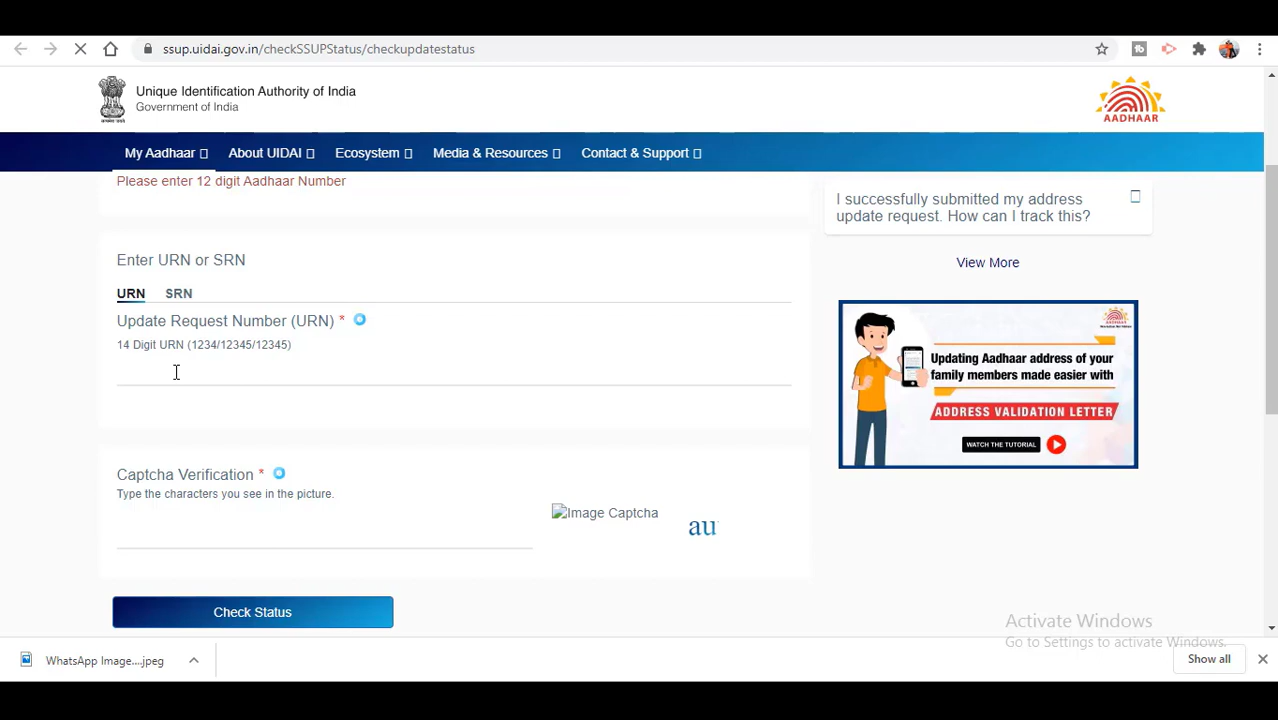 ssup.uidai.gov.in/checkSSUPStatus/checkupdatestatus
Unique Identification Authority of India
Government of India
AADHAAR
My Aadhaar
About UIDAI
Ecosystem
Media & Resources
Contact & Support
Please enter 12 digit Aadhaar Number
I successfully submitted my address
update request. How can I track this?
View More
Enter URN or SRN
URN SRN
Update Request Number (URN) *
14 Digit URN (1234/12345/12345)
AADHAAR
Updating Aadhaar address of your
family members made easier with
ADDRESS VALIDATION LETTER
WATCH THE TUTORIAL
Captcha Verification *
Type the characters you see in the picture.
Image Captcha
au
Check Status
Activate Windows
Go to Settings to activate Windows.
WhatsApp Image....jpeg
Show all